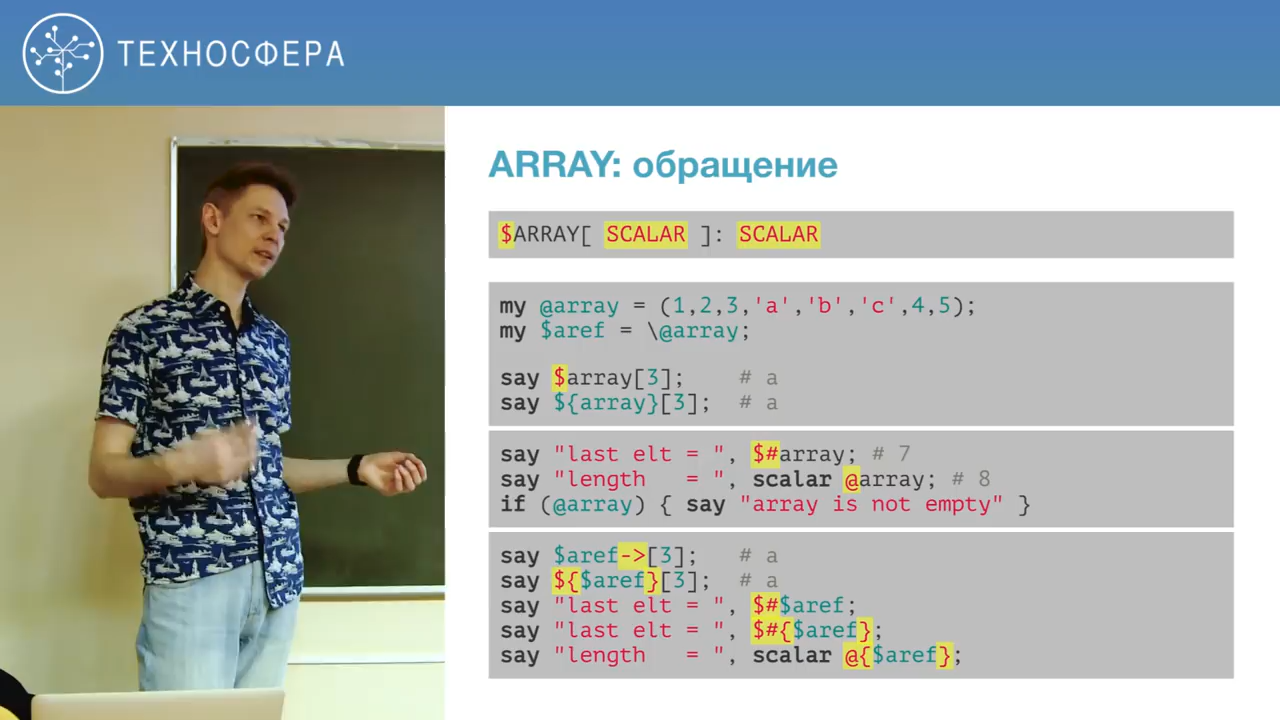 ТЕХНОСФЕРА
ARRAY: обращение
$ARRAY[ SCALAR ]: SCALAR
my @array = (1,2,3,'a','b','c',4,5);
my $aref = \@array;
say $array[3];    # a
say ${array}[3];  # a
say "last elt = ", $#array; # 7
say "length   = ", scalar @array; # 8
if (@array) { say "array is not empty" }
say $aref->[3];   # a
say ${$aref}[3];  # a
say "last elt = ", $#$aref;
say "last elt = ", $#{$aref};
say "length   = ", scalar @{$aref};